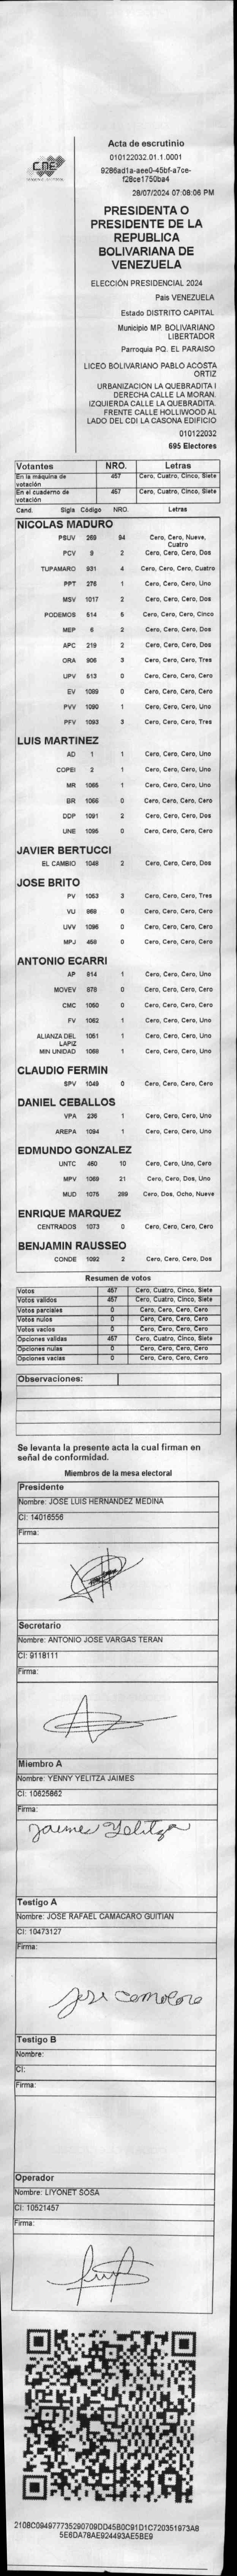 CNE
Acta de escrutinio
010122032.01.1.0001
9286ad1a-aee0-45bf-a7ce-
f28ce1750ba4
28/07/2024 07:08:06 PM
PRESIDENTA O
PRESIDENTE DE LA
REPUBLICA
BOLIVARIANA DE
VENEZUELA
ELECCIÓN PRESIDENCIAL 2024
País VENEZUELA
Estado DISTRITO CAPITAL
Municipio MP. BOLIVARIANO
LIBERTADOR
Parroquia PQ. EL PARAISO
LICEO BOLIVARIANO PABLO ACOSTA
ORTIZ
URBANIZACION LA QUEBRADITA I
DERECHA CALLE LA MORAN.
IZQUIERDA CALLE LA QUEBRADITA.
FRENTE CALLE HOLLIWOOD AL
LADO DEL CDI LA CASONA EDIFICIO
010122032
695 Electores
Votantes NRO. Letras
En la máquina de votación 457 Cero, Cuatro, Cinco, Siete
En el cuaderno de votación 457 Cero, Cuatro, Cinco, Siete
Cand. Sigla Código NRO. Letras
NICOLAS MADURO
PSUV 269 94 Cero, Cero, Nueve, Cuatro
PCV 9 2 Cero, Cero, Cero, Dos
TUPAMARO 931 4 Cero, Cero, Cero, Cuatro
PPT 276 1 Cero, Cero, Cero, Uno
MSV 1017 2 Cero, Cero, Cero, Dos
PODEMOS 514 5 Cero, Cero, Cero, Cinco
MEP 6 2 Cero, Cero, Cero, Dos
APC 219 2 Cero, Cero, Cero, Dos
ORA 906 3 Cero, Cero, Cero, Tres
UPV 513 0 Cero, Cero, Cero, Cero
EV 1089 0 Cero, Cero, Cero, Cero
PVV 1090 1 Cero, Cero, Cero, Uno
PFV 1093 3 Cero, Cero, Cero, Tres
LUIS MARTINEZ
AD 1 1 Cero, Cero, Cero, Uno
COPEI 2 1 Cero, Cero, Cero, Uno
MR 1065 1 Cero, Cero, Cero, Uno
BR 1066 0 Cero, Cero, Cero, Cero
DDP 1091 2 Cero, Cero, Cero, Dos
UNE 1095 0 Cero, Cero, Cero, Cero
JAVIER BERTUCCI
EL CAMBIO 1048 2 Cero, Cero, Cero, Dos
JOSE BRITO
PV 1053 3 Cero, Cero, Cero, Tres
VU 968 0 Cero, Cero, Cero, Cero
UVV 1096 0 Cero, Cero, Cero, Cero
MPJ 458 0 Cero, Cero, Cero, Cero
ANTONIO ECARRI
AP 814 1 Cero, Cero, Cero, Uno
MOVEV 878 0 Cero, Cero, Cero, Cero
CMC 1050 0 Cero, Cero, Cero, Cero
FV 1062 1 Cero, Cero, Cero, Uno
ALIANZA DEL LAPIZ 1051 1 Cero, Cero, Cero, Uno
MIN UNIDAD 1068 1 Cero, Cero, Cero, Uno
CLAUDIO FERMIN
SPV 1049 0 Cero, Cero, Cero, Cero
DANIEL CEBALLOS
VPA 236 1 Cero, Cero, Cero, Uno
AREPA 1094 1 Cero, Cero, Cero, Uno
EDMUNDO GONZALEZ
UNTC 460 10 Cero, Cero, Uno, Cero
MPV 1069 21 Cero, Cero, Dos, Uno
MUD 1075 289 Cero, Dos, Ocho, Nueve
ENRIQUE MARQUEZ
CENTRADOS 1073 0 Cero, Cero, Cero, Cero
BENJAMIN RAUSSEO
CONDE 1092 2 Cero, Cero, Cero, Dos
Resumen de votos
Votos 457 Cero, Cuatro, Cinco, Siete
Votos validos 457 Cero, Cuatro, Cinco, Siete
Votos parciales 0 Cero, Cero, Cero, Cero
Votos nulos 0 Cero, Cero, Cero, Cero
Votos vacios 0 Cero, Cero, Cero, Cero
Opciones validas 457 Cero, Cuatro, Cinco, Siete
Opciones nulas 0 Cero, Cero, Cero, Cero
Opciones vacias 0 Cero, Cero, Cero, Cero
Observaciones:
Se levanta la presente acta la cual firman en
señal de conformidad.
Miembros de la mesa electoral
Presidente
Nombre: JOSE LUIS HERNANDEZ MEDINA
CI: 14016556
Firma:
Secretario
Nombre: ANTONIO JOSE VARGAS TERAN
CI: 9118111
Firma:
Miembro A
Nombre: YENNY YELITZA JAIMES
CI: 10625862
Firma:
Jaimes Yelitza
Testigo A
Nombre: JOSE RAFAEL CAMACARO GUITIAN
CI: 10473127
Firma:
Testigo B
Nombre:
CI:
Firma:
Operador
Nombre: LIYONET SOSA
CI: 10521457
Firma:
2108C094977735290709DD45B0C91D1C720351973A8
5E6DA78AE924493AE5BE9